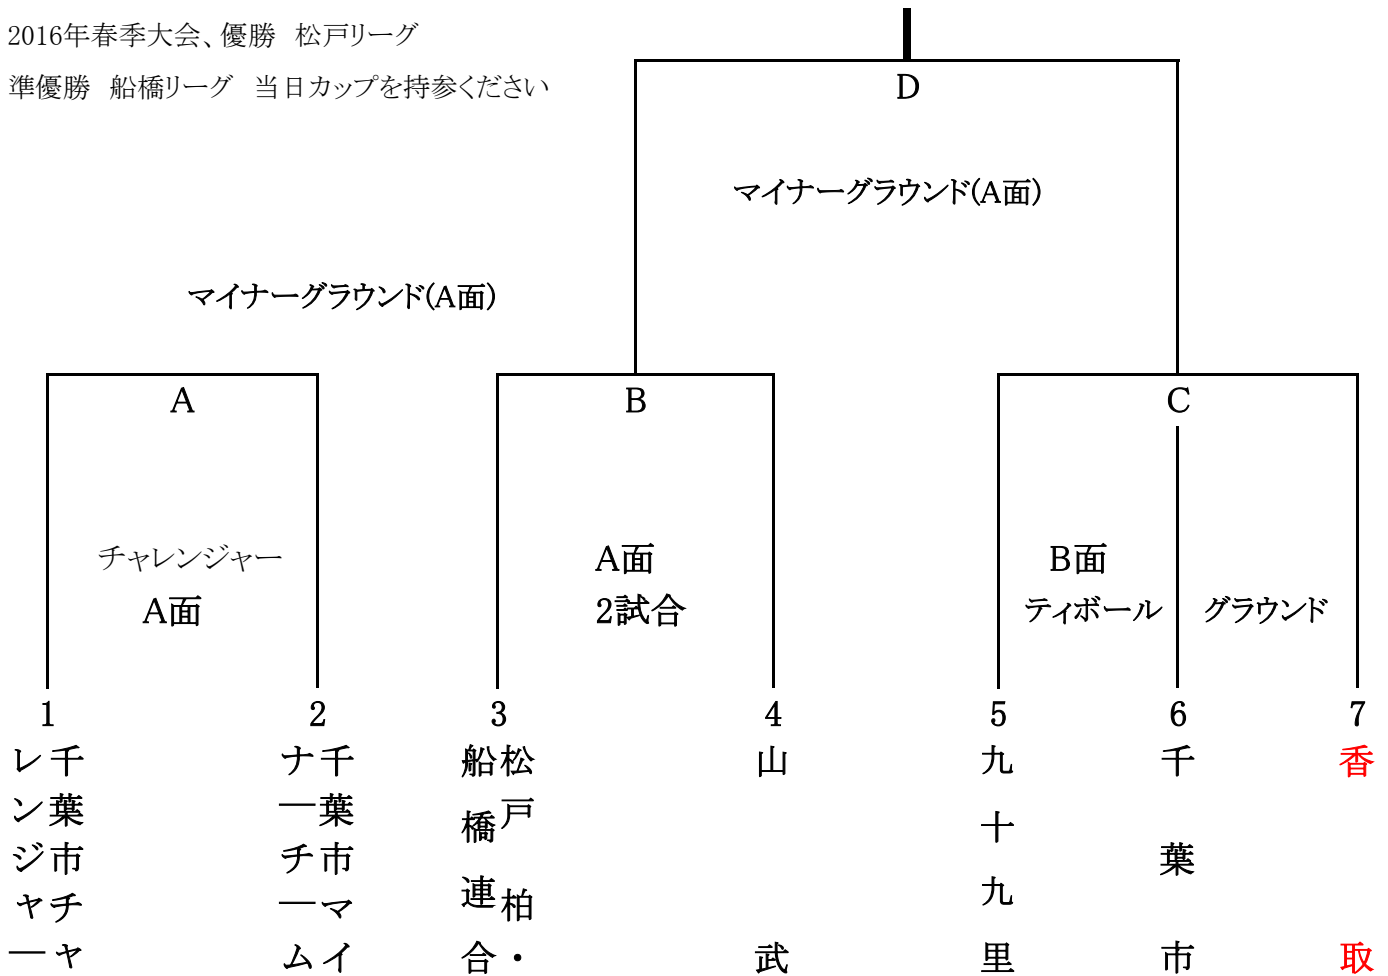 2016年春季大会、優勝　松戸リーグ
準優勝　船橋リーグ　当日カップを持参ください
D
マイナーグラウンド(A面)
マイナーグラウンド(A面)
A
B
C
チャレンジャー
A面
A面
2試合
B面
ティボール　グラウンド
1
2
3
4
5
6
7
千葉市チャ
レンジャー
千葉市マイ
ナーチーム
松戸　柏・
船橋連合
山武
九十九里
千葉市
香取